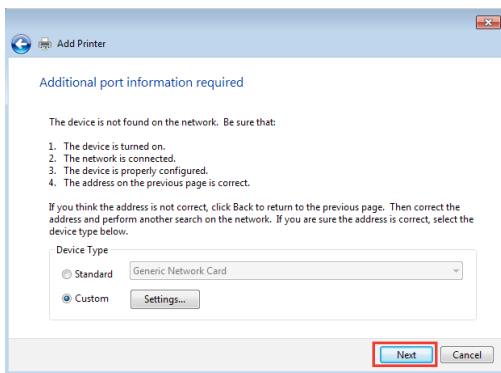 Add Printer
Additional port information required
The device is not found on the network. Be sure that:
1. The device is turned on.
2. The network is connected.
3. The device is properly configured.
4. The address on the previous page is correct.
If you think the address is not correct, click Back to return to the previous page. Then correct the
address and perform another search on the network. If you are sure the address is correct, select the
device type below.
Device Type
Standard Generic Network Card
Custom Settings...
Next Cancel